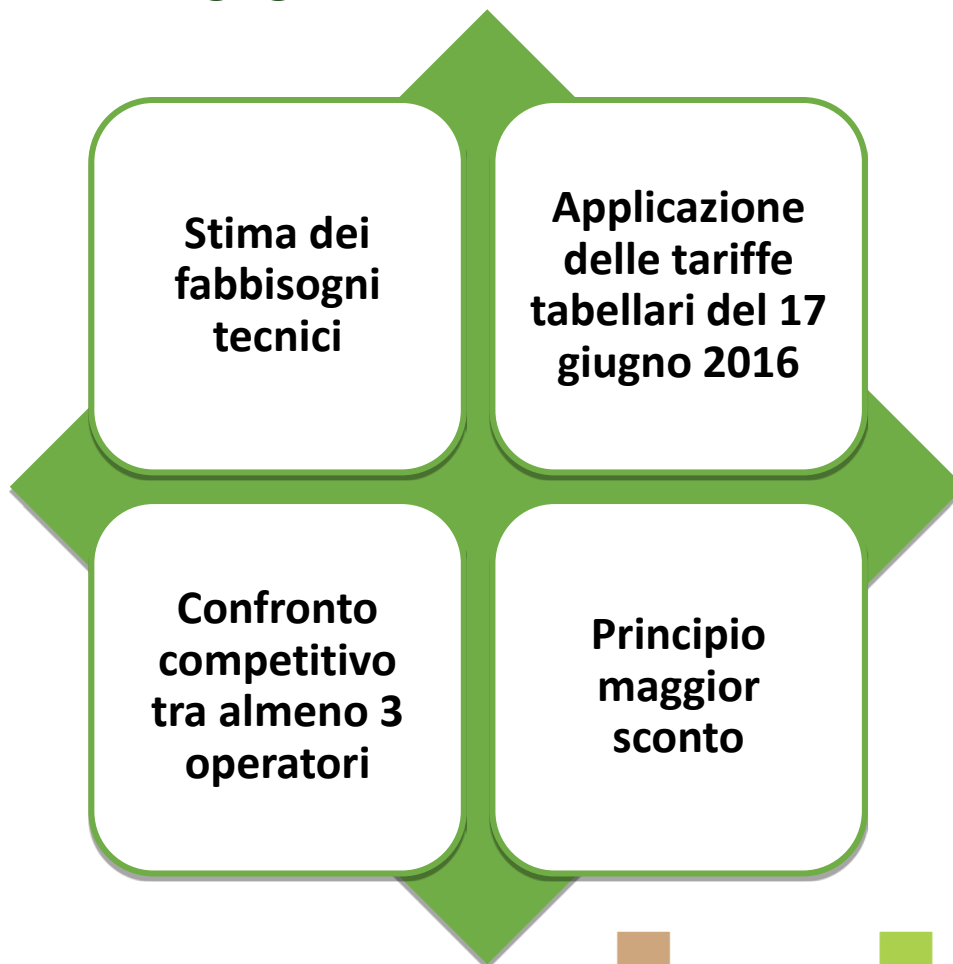 Stima dei
fabbisogni
tecnici
Applicazione
delle tariffe
tabellari del 17
giugno 2016
Confronto
competitivo
tra almeno 3
operatori
Principio
maggior
sconto